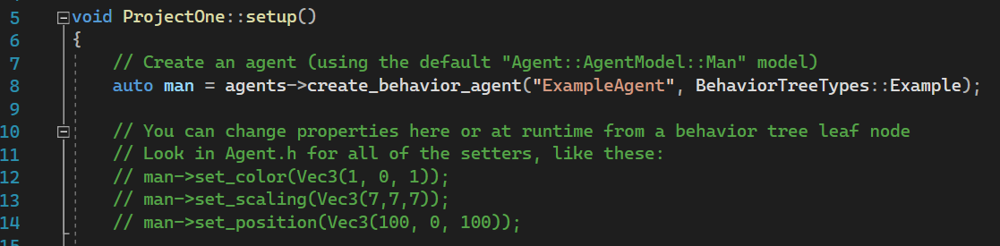 5 void ProjectOne::setup()
6 {
7 // Create an agent (using the default "Agent::AgentModel::Man" model)
8 auto man = agents->create_behavior_agent("ExampleAgent", BehaviorTreeTypes::Example);
9
10 // You can change properties here or at runtime from a behavior tree leaf node
11 // Look in Agent.h for all of the setters, like these:
12 // man->set_color(Vec3(1, 0, 1));
13 // man->set_scaling(Vec3(7,7,7));
14 // man->set_position(Vec3(100, 0, 100));